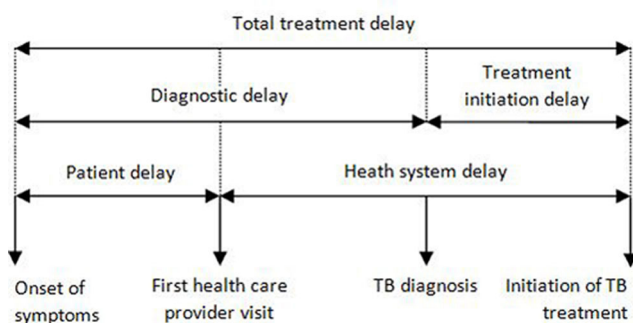 Total treatment delay
Diagnostic delay
Treatment
initiation delay
Patient delay
Heath system delay
Onset of
symptoms
First health care
provider visit
TB diagnosis
Initiation of TB
treatment